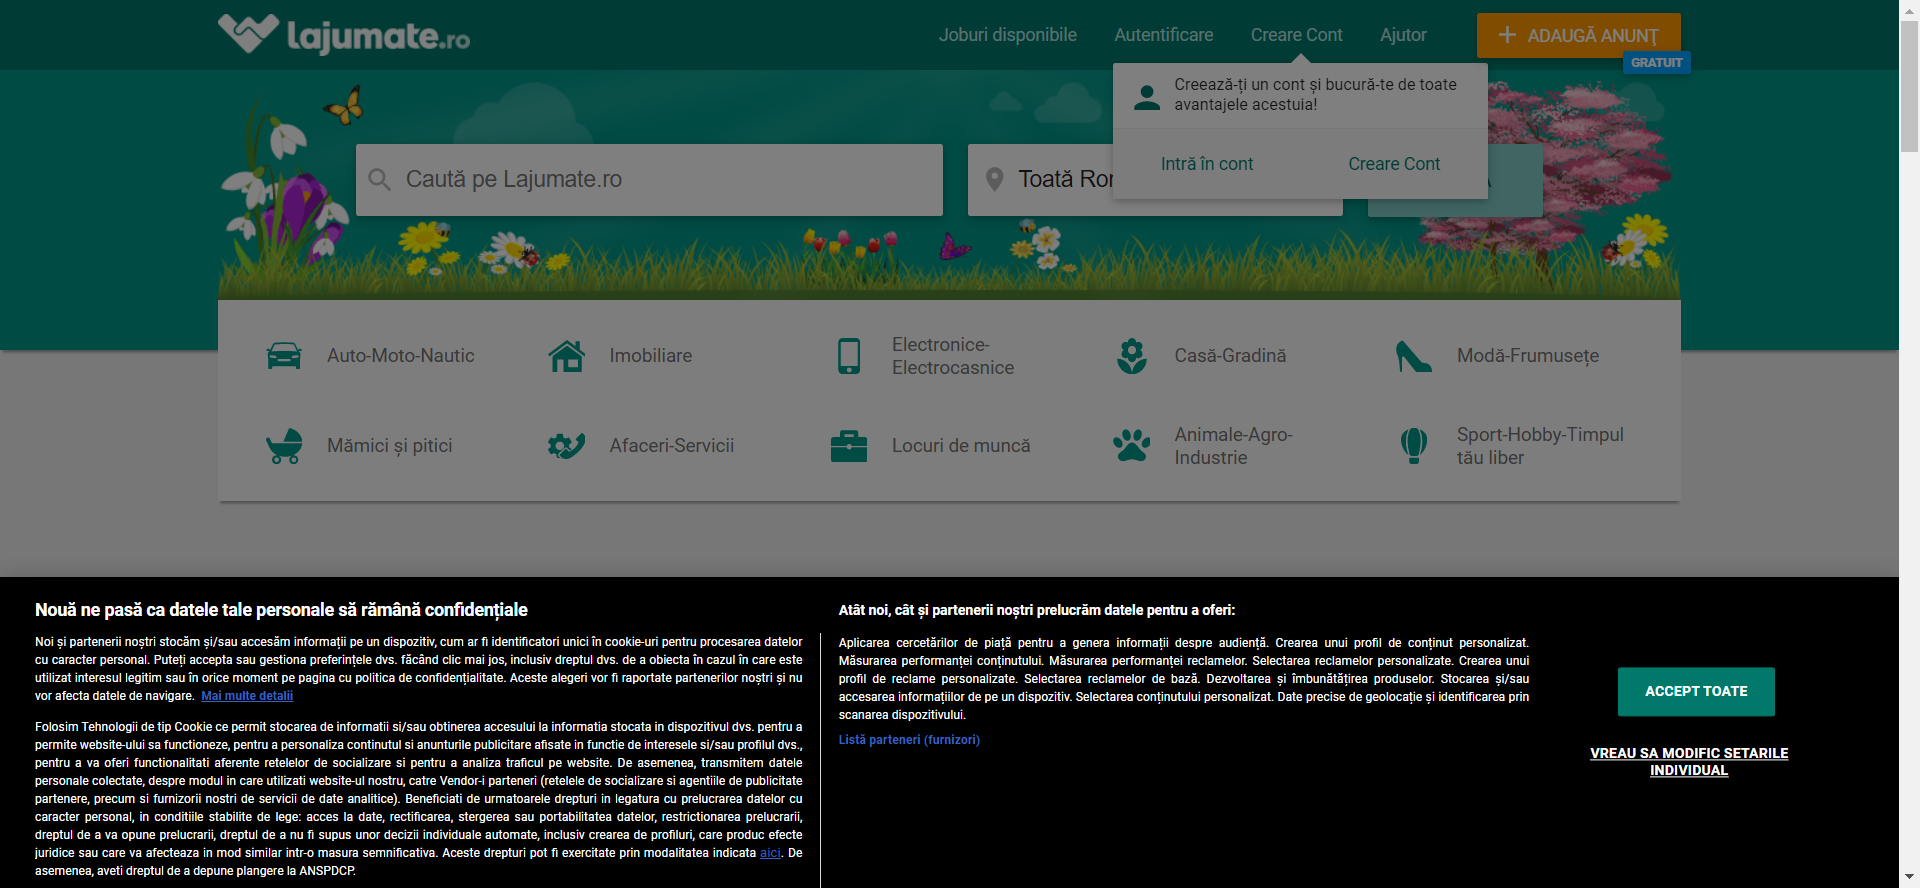 Lajumate.ro
Joburi disponibile
Autentificare
Creare Cont
Ajutor
+ ADAUGĂ ANUNŢ
GRATUIT
Creează-ți un cont și bucură-te de toate
avantajele acestuia!
Intră în cont
Creare Cont
Caută pe Lajumate.ro
Auto-Moto-Nautic
Imobiliare
Electronice-
Electrocasnice
Casă-Gradină
Modă-Frumusețe
Mămici și pitici
Afaceri-Servicii
Locuri de muncă
Animale-Agro-
Industrie
Sport-Hobby-Timpul
tău liber
Nouă ne pasă ca datele tale personale să rămână confidențiale
Noi și partenerii noștri stocăm și/sau accesăm informații pe un dispozitiv, cum ar fi identificatori unici în cookie-uri pentru procesarea datelor
cu caracter personal. Puteți accepta sau gestiona preferințele dvs. făcând clic mai jos, inclusiv dreptul dvs. de a obiecta în cazul în care este
utilizat interesul legitim sau în orice moment pe pagina cu politica de confidențialitate. Aceste alegeri vor fi raportate partenerilor noștri și nu
vor afecta datele de navigare. Mai multe detalii
Folosim Tehnologii de tip Cookie ce permit stocarea de informatii si/sau obtinerea accesului la informatia stocata in dispozitivul dvs. pentru a
permite website-ului sa functioneze, pentru a personaliza continutul si anunturile publicitare afisate in functie de interesele si/sau profilul dvs.,
pentru a va oferi functionalitati aferente retelelor de socializare si pentru a analiza traficul pe website. De asemenea, transmitem datele
personale colectate, despre modul in care utilizati website-ul nostru, catre Vendor-i parteneri (retelele de socializare si agentiile de publicitate
partenere, precum si furnizorii nostri de servicii de date analitice). Beneficiati de urmatoarele drepturi in legatura cu prelucrarea datelor cu
caracter personal, in conditiile stabilite de lege: acces la date, rectificarea, stergerea sau portabilitatea datelor, restrictionarea prelucrarii,
dreptul de a va opune prelucrarii, dreptul de a nu fi supus unor decizii individuale automate, inclusiv crearea de profiluri, care produc efecte
juridice sau care va afecteaza in mod similar intr-o masura semnificativa. Aceste drepturi pot fi exercitate prin modalitatea indicata aici. De
asemenea, aveti dreptul de a depune plangere la ANSPDCP.
Atât noi, cât și partenerii noștri prelucrăm datele pentru a oferi:
Aplicarea cercetărilor de piață pentru a genera informații despre audiență. Crearea unui profil de conținut personalizat.
Măsurarea performanței conținutului. Măsurarea performanței reclamelor. Selectarea reclamelor personalizate. Crearea unui
profil de reclame personalizate. Selectarea reclamelor de bază. Dezvoltarea și îmbunătățirea produselor. Stocarea și/sau
accesarea informațiilor de pe un dispozitiv. Selectarea conținutului personalizat. Date precise de geolocație și identificarea prin
scanarea dispozitivului.
Listă parteneri (furnizori)
ACCEPT TOATE
VREAU SA MODIFIC SETARILE
INDIVIDUAL
Toată